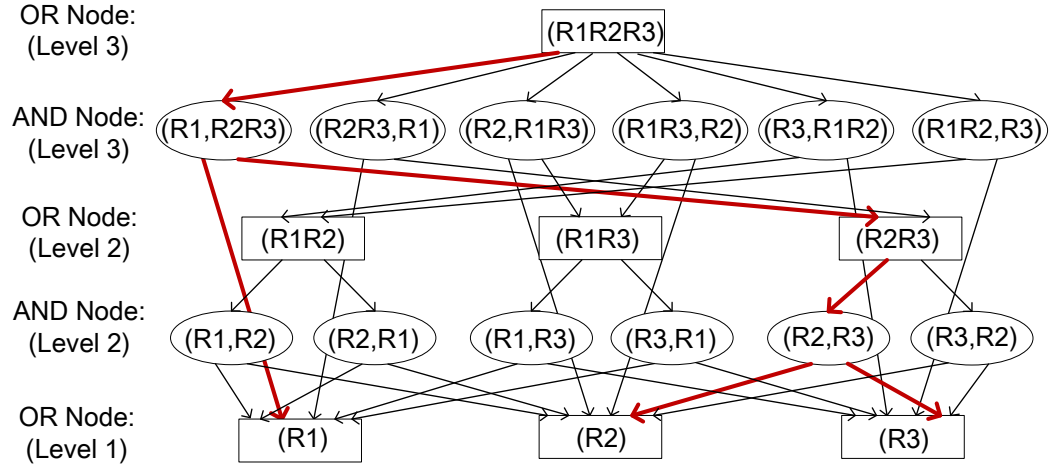 OR Node:
(Level 3)
(R1R2R3)
AND Node:
(Level 3)
(R1,R2R3)
(R2R3,R1)
(R2,R1R3)
(R1R3,R2)
(R3,R1R2)
(R1R2,R3)
OR Node:
(Level 2)
(R1R2)
(R1R3)
(R2R3)
AND Node:
(Level 2)
(R1,R2)
(R2,R1)
(R1,R3)
(R3,R1)
(R2,R3)
(R3,R2)
OR Node:
(Level 1)
(R1)
(R2)
(R3)